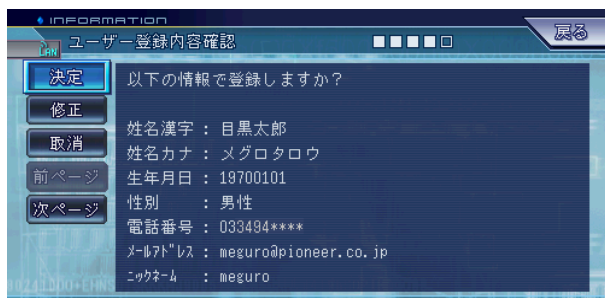 INFORMATION
LAN ユーザー登録内容確認 ■■■■□ 戻る
決定
修正
取消
前ページ
次ページ
以下の情報で登録しますか？
姓名漢字 : 目黒太郎
姓名カナ : メグロタロウ
生年月日 : 19700101
性別 : 男性
電話番号 : 033494****
ﾒｰﾙｱﾄﾞﾚｽ : meguro@pioneer.co.jp
ﾆｯｸﾈｰﾑ : meguro